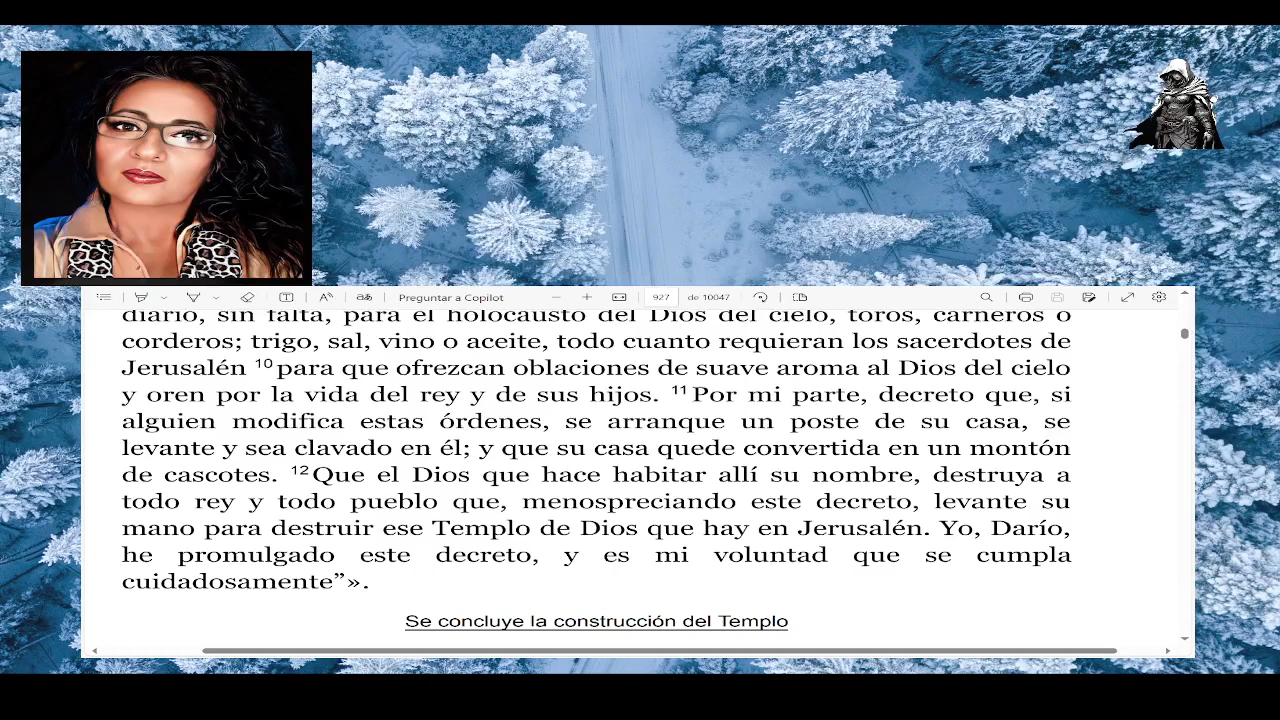 Preguntar a Copilot
927
de 10047
diario, sin falta, para el holocausto del Dios del cielo, toros, carneros o
corderos; trigo, sal, vino o aceite, todo cuanto requieran los sacerdotes de
Jerusalén ¹⁰para que ofrezcan oblaciones de suave aroma al Dios del cielo
y oren por la vida del rey y de sus hijos. ¹¹Por mi parte, decreto que, si
alguien modifica estas órdenes, se arranque un poste de su casa, se
levante y sea clavado en él; y que su casa quede convertida en un montón
de cascotes. ¹²Que el Dios que hace habitar allí su nombre, destruya a
todo rey y todo pueblo que, menospreciando este decreto, levante su
mano para destruir ese Templo de Dios que hay en Jerusalén. Yo, Darío,
he promulgado este decreto, y es mi voluntad que se cumpla
cuidadosamente”».
Se concluye la construcción del Templo